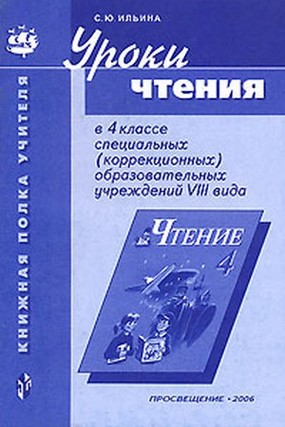 С. Ю. ИЛЬИНА
Уроки
чтения
в 4 классе
специальных
(коррекционных)
образовательных
учреждений VIII вида
КНИЖНАЯ ПОЛКА УЧИТЕЛЯ
ЧТЕНИЕ
4
ПРОСВЕЩЕНИЕ • 2006